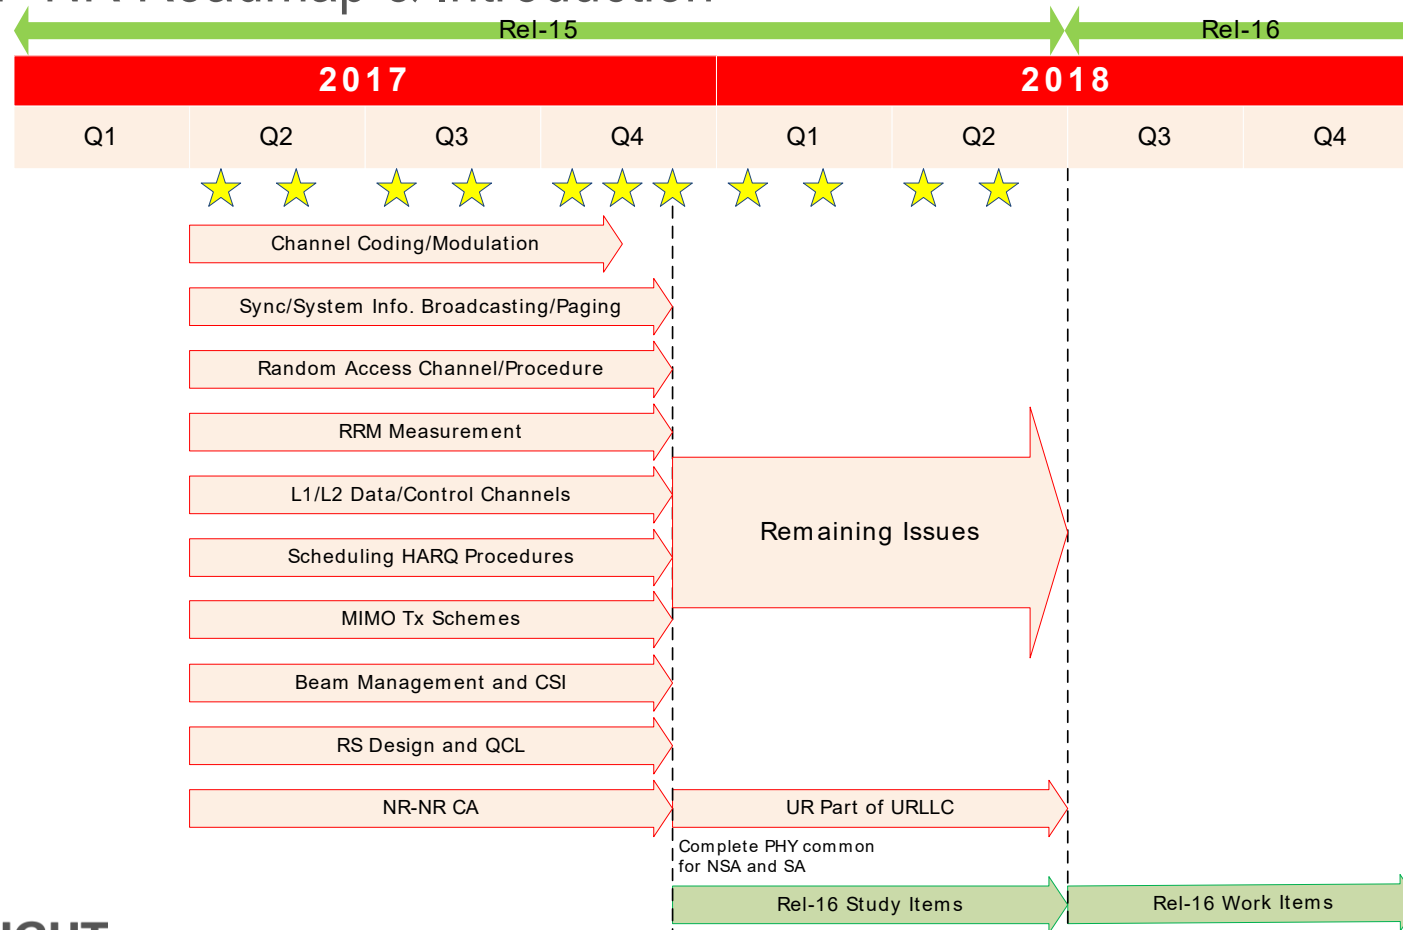 Roadmap & Introduction
Rel-15 Rel-16
2017 2018
Q1 Q2 Q3 Q4 Q1 Q2 Q3 Q4
Channel Coding/Modulation
Sync/System Info. Broadcasting/Paging
Random Access Channel/Procedure
RRM Measurement
L1/L2 Data/Control Channels
Remaining Issues
Scheduling HARQ Procedures
MIMO Tx Schemes
Beam Management and CSI
RS Design and QCL
NR-NR CA UR Part of URLLC
Complete PHY common
for NSA and SA
Rel-16 Study Items Rel-16 Work Items